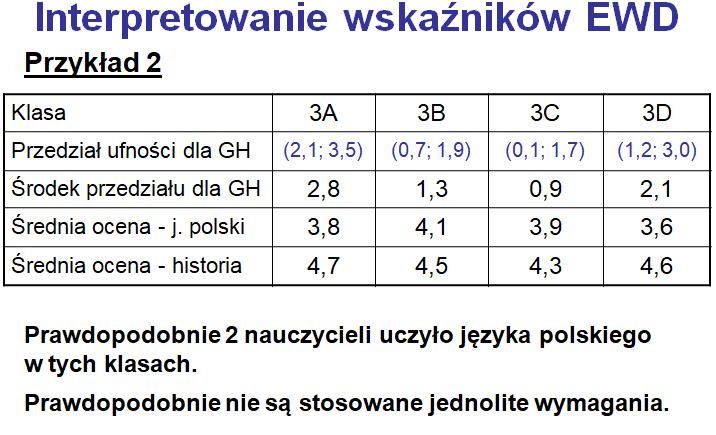 Interpretowanie wskaźników EWD
Przykład 2
Klasa 3A 3B 3C 3D
Przedział ufności dla GH (2,1; 3,5) (0,7; 1,9) (0,1; 1,7) (1,2; 3,0)
Środek przedziału dla GH 2,8 1,3 0,9 2,1
Średnia ocena - j. polski 3,8 4,1 3,9 3,6
Średnia ocena - historia 4,7 4,5 4,3 4,6
Prawdopodobnie 2 nauczycieli uczyło języka polskiego
w tych klasach.
Prawdopodobnie nie są stosowane jednolite wymagania.